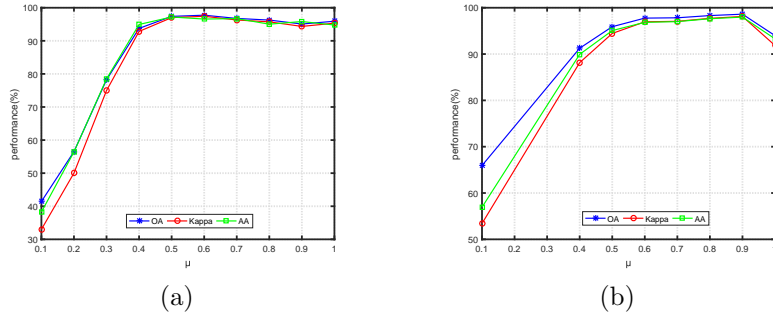 100
90
80
70
60
50
40
30
performance(%)
0.1 0.2 0.3 0.4 0.5 0.6 0.7 0.8 0.9 1
μ
OA Kappa AA
(a)
100
90
80
70
60
50
performance(%)
0.1 0.2 0.3 0.4 0.5 0.6 0.7 0.8 0.9
μ
OA Kappa AA
(b)